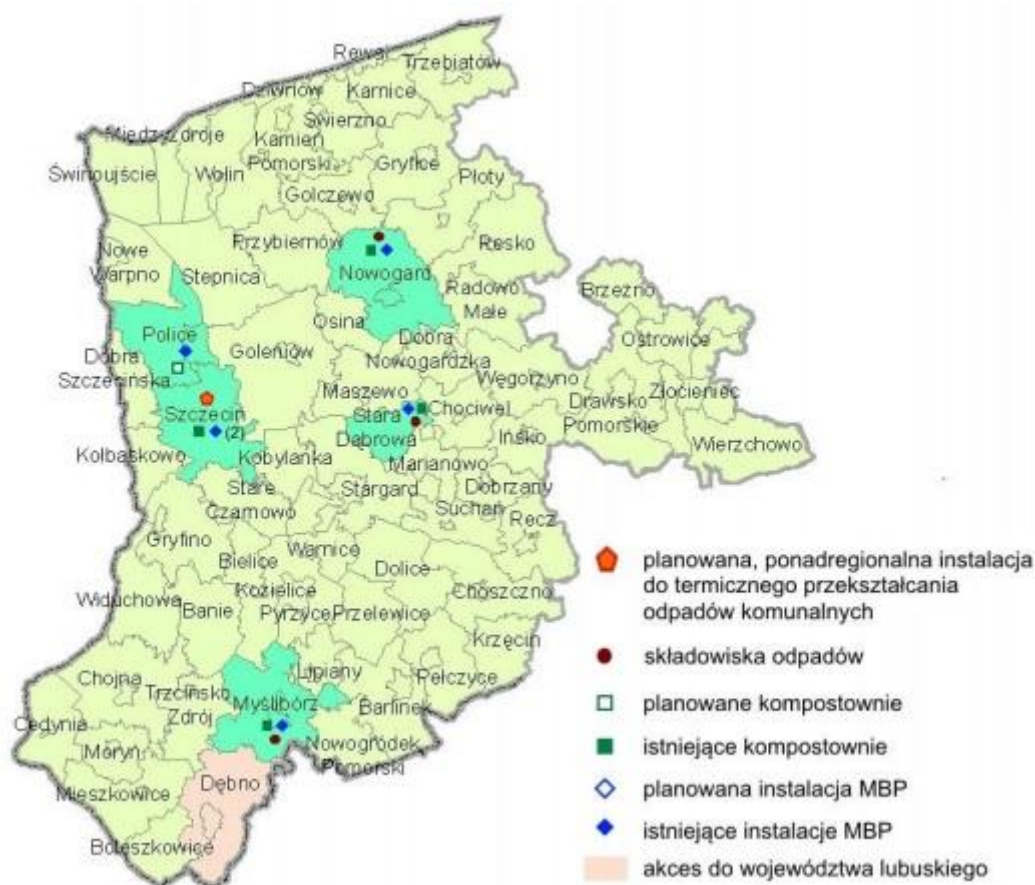 Rewal
Trzebiatów
Dziwnów
Karnice
Świerzno
Międzyzdroje
Kamień
Pomorski
Gryfice
Świnoujście
Wolin
Płoty
Golczewo
Przybiernów
Resko
Nowe
Warpno
Stepnica
Nowogard
Radowo
Małe
Brzeżno
Osina
Dobra
Nowogardzka
Ostrowice
Police
Goleniów
Dobra
Szczecińska
Węgorzyno
Złocieniec
Maszewo
Drawsko
Pomorskie
Szczecin
(2)
Stara
Dąbrowa
Chociwel
Ińsko
Wierzchowo
Kołbaskowo
Kobylanka
Marianowo
Stare
Czarnowo
Stargard
Dobrzany
Suchań
Recz
Gryfino
Bielice
Warnice
Dolice
Widuchowa
Banie
Kozielice
Pyrzyce
Przelewice
Choszczno
Krzęcin
Lipiany
Pełczyce
Chojna
Trzcińsko
Zdrój
Myślibórz
Barlinek
Cedynia
Moryń
Nowogródek
Pomorski
Mieszkowice
Dębno
Boleszkowice
planowana, ponadregionalna instalacja
do termicznego przekształcania
odpadów komunalnych
składowiska odpadów
planowane kompostownie
istniejące kompostownie
planowana instalacja MBP
istniejące instalacje MBP
akces do województwa lubuskiego